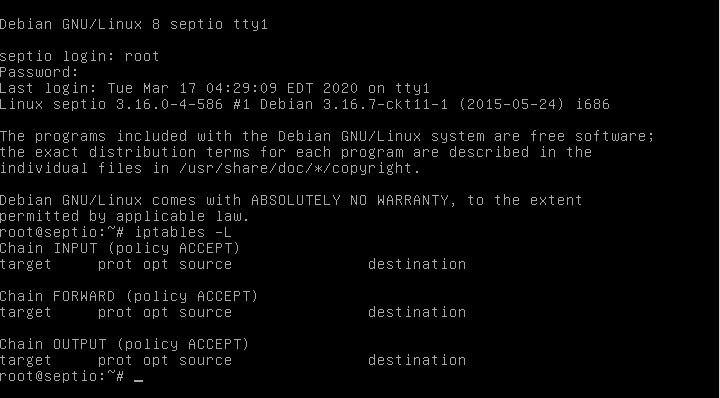 Debian GNU/Linux 8 septio tty1
septio login: root
Password:
Last login: Tue Mar 17 04:29:09 EDT 2020 on tty1
Linux septio 3.16.0-4-586 #1 Debian 3.16.7-ckt11-1 (2015-05-24) i686
The programs included with the Debian GNU/Linux system are free software;
the exact distribution terms for each program are described in the
individual files in /usr/share/doc/*/copyright.
Debian GNU/Linux comes with ABSOLUTELY NO WARRANTY, to the extent
permitted by applicable law.
root@septio:~# iptables -L
Chain INPUT (policy ACCEPT)
target     prot opt source               destination
Chain FORWARD (policy ACCEPT)
target     prot opt source               destination
Chain OUTPUT (policy ACCEPT)
target     prot opt source               destination
root@septio:~# _